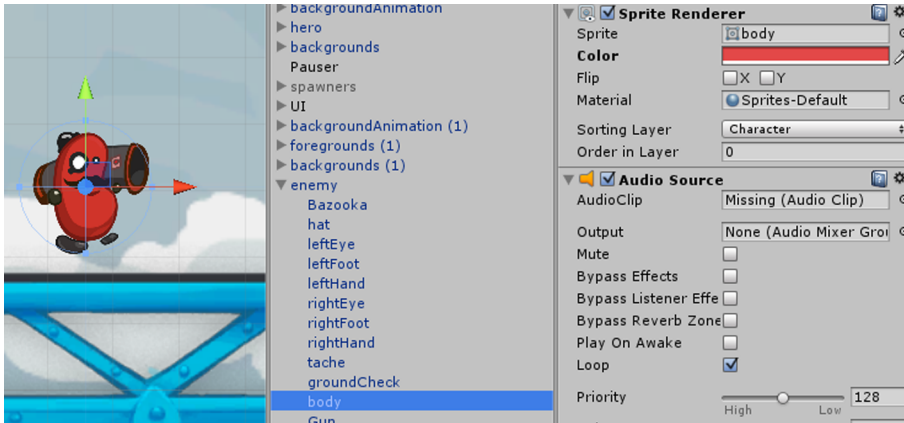 backgroundAnimation
hero
backgrounds
Pauser
spawners
UI
backgroundAnimation (1)
foregrounds (1)
backgrounds (1)
enemy
Bazooka
hat
leftEye
leftFoot
leftHand
rightEye
rightFoot
rightHand
tache
groundCheck
body
Gun
Sprite Renderer
Sprite body
Color
Flip X Y
Material Sprites-Default
Sorting Layer Character
Order in Layer 0
Audio Source
AudioClip Missing (Audio Clip)
Output None (Audio Mixer Grou
Mute
Bypass Effects
Bypass Listener Effe
Bypass Reverb Zone
Play On Awake
Loop
Priority 128
High Low
C